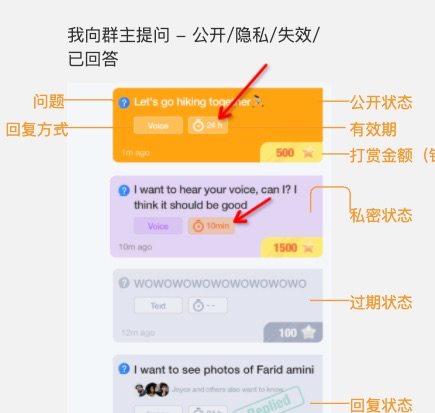 我向群主提问 – 公开/隐私/失效/
已回答
问题
Let's go hiking together
公开状态
回复方式
Voice
24 h
有效期
1m ago
500
打赏金额（
I want to hear your voice, can I? I
think it should be good
私密状态
Voice
10min
10m ago
1500
WOWOWOWOWOWOWOWOWO
过期状态
Text
--
12m ago
100
I want to see photos of Farid amini
Joyce and others also want to know
Replied
回复状态